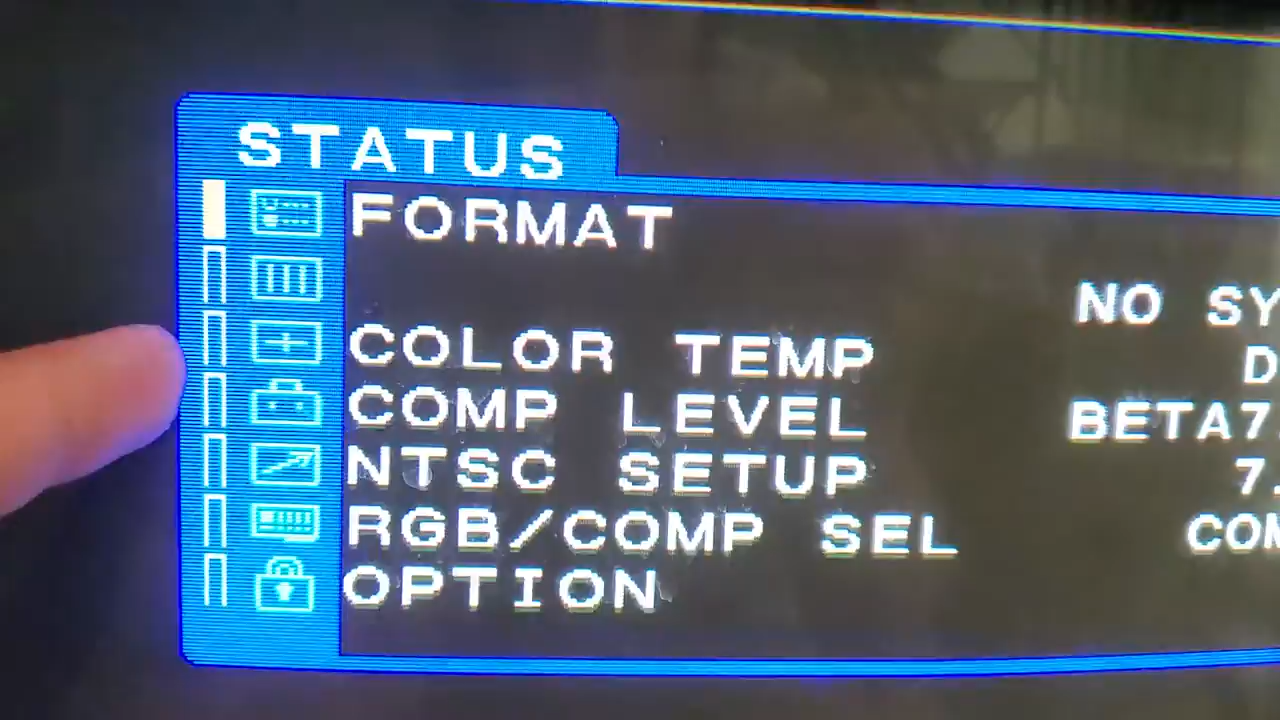 STATUS
FORMAT
NO SY
COLOR TEMP D
COMP LEVEL BETA7.
NTSC SETUP 7.
RGB/COMP SEL COM
OPTION